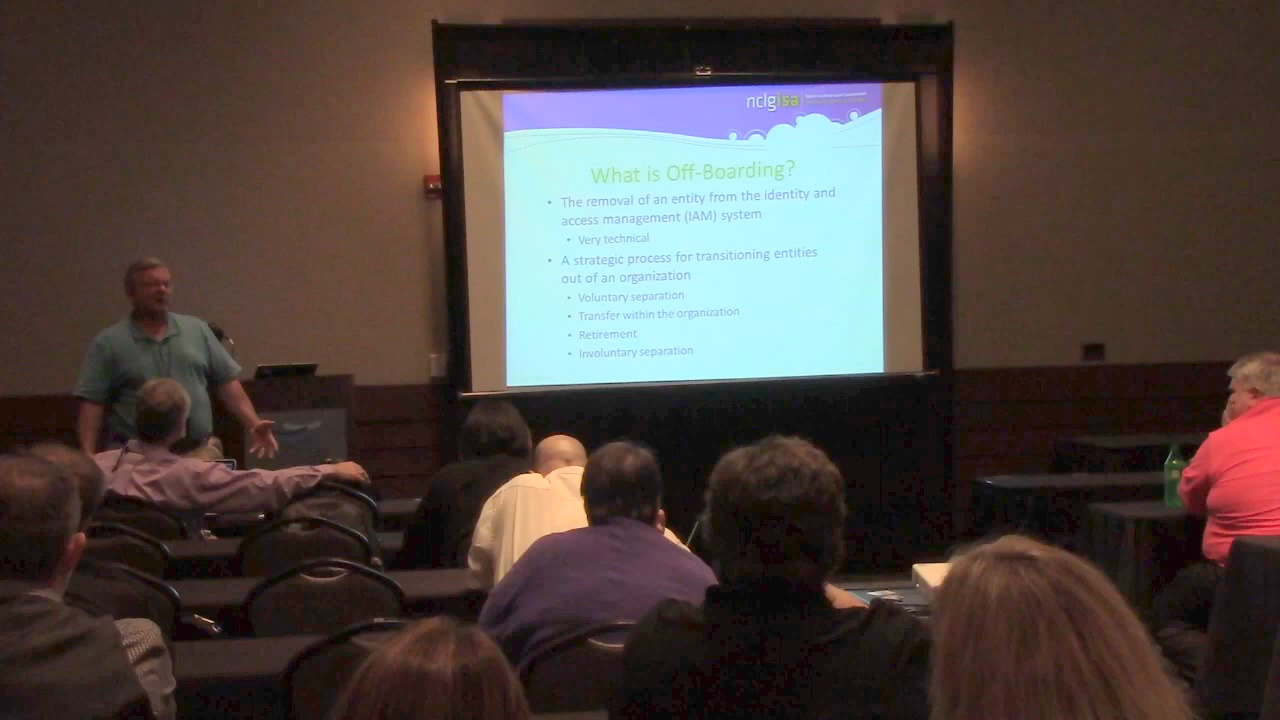 nclgisa
What is Off-Boarding?
• The removal of an entity from the identity and
access management (IAM) system
• Very technical
• A strategic process for transitioning entities
out of an organization
• Voluntary separation
• Transfer within the organization
• Retirement
• Involuntary separation